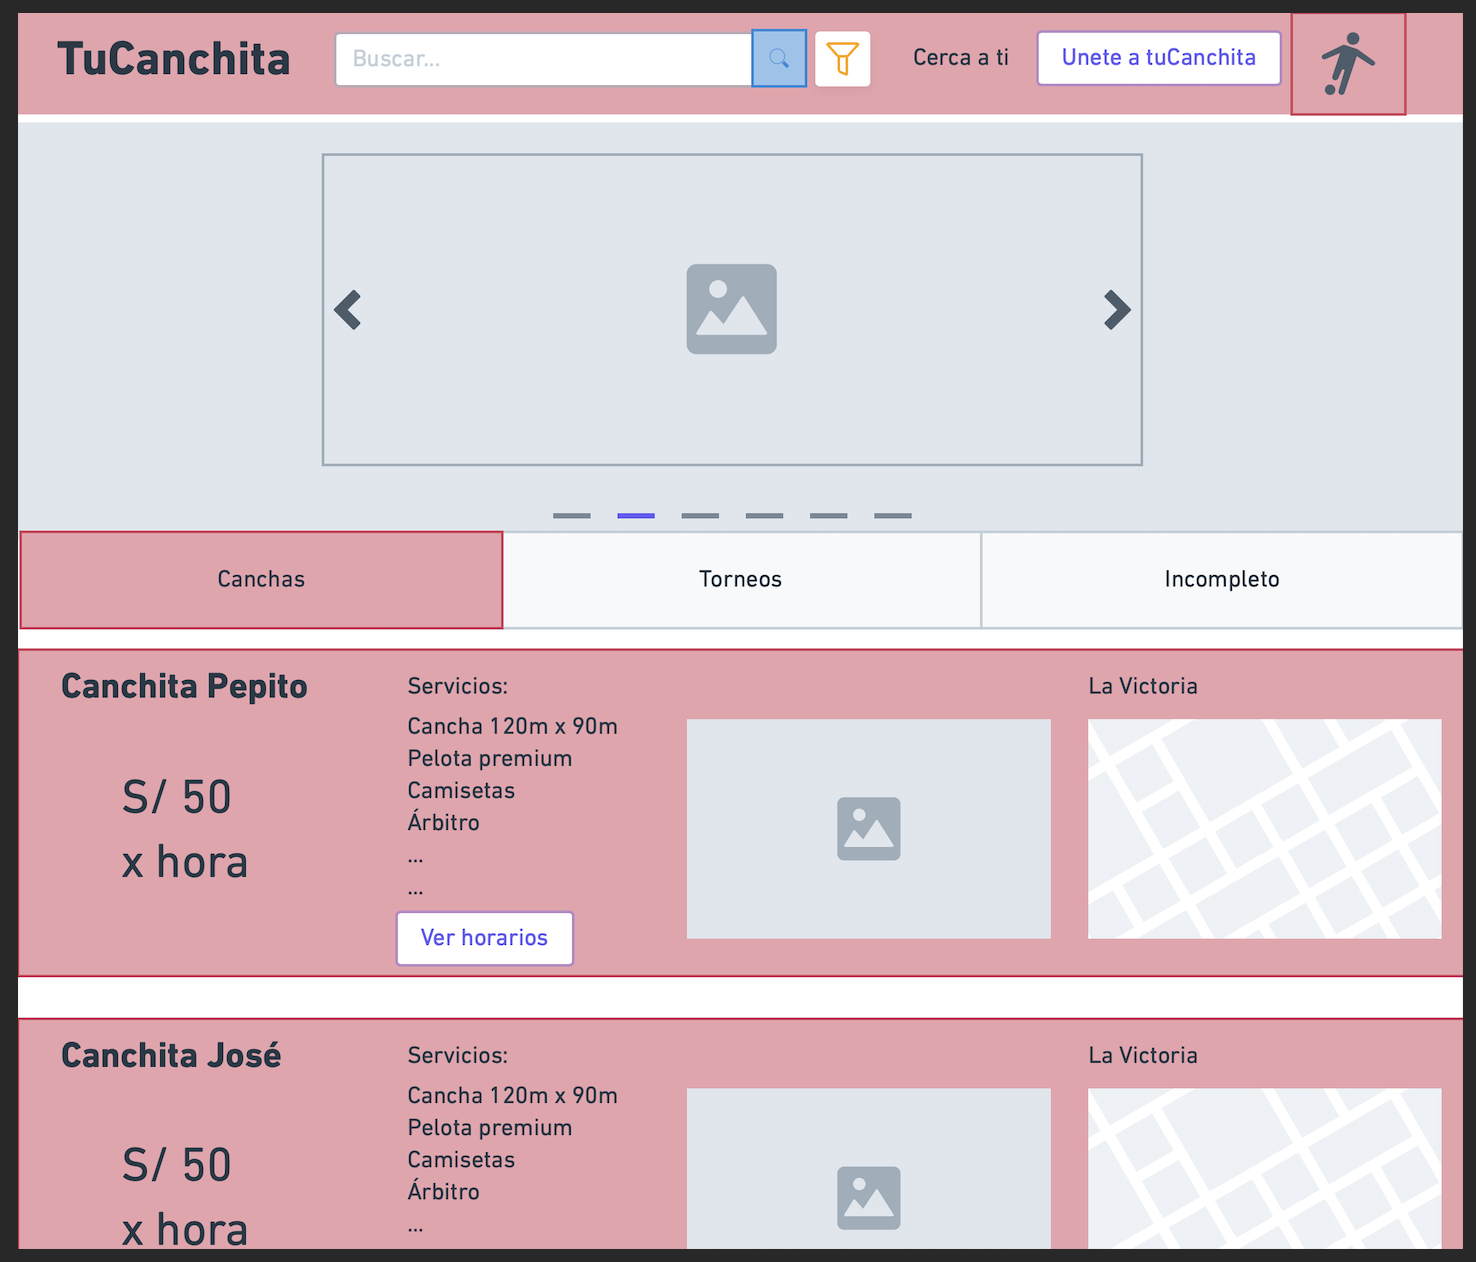 TuCanchita
Buscar...
Cerca a ti
Unete a tuCanchita
Canchas
Torneos
Incompleto
Canchita Pepito
S/ 50
x hora
Servicios:
Cancha 120m x 90m
Pelota premium
Camisetas
Árbitro
...
...
Ver horarios
La Victoria
Canchita José
S/ 50
x hora
Servicios:
Cancha 120m x 90m
Pelota premium
Camisetas
Árbitro
...
La Victoria